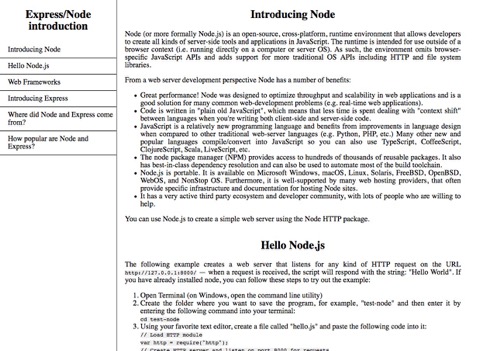 Express/Node
introduction
Introducing Node
Hello Node.js
Web Frameworks
Introducing Express
Where did Node and Express come
from?
How popular are Node and
Express?
Introducing Node
Node (or more formally Node.js) is an open-source, cross-platform, runtime environment that allows developers
to create all kinds of server-side tools and applications in JavaScript. The runtime is intended for use outside of a
browser context (i.e. running directly on a computer or server OS). As such, the environment omits browser-
specific JavaScript APIs and adds support for more traditional OS APIs including HTTP and file system
libraries.
From a web server development perspective Node has a number of benefits:
• Great performance! Node was designed to optimize throughput and scalability in web applications and is a
good solution for many common web-development problems (e.g. real-time web applications).
• Code is written in "plain old JavaScript", which means that less time is spent dealing with "context shift"
between languages when you're writing both client-side and server-side code.
• JavaScript is a relatively new programming language and benefits from improvements in language design
when compared to other traditional web-server languages (e.g. Python, PHP, etc.) Many other new and
popular languages compile/convert into JavaScript so you can also use TypeScript, CoffeeScript,
ClojureScript, Scala, LiveScript, etc.
• The node package manager (NPM) provides access to hundreds of thousands of reusable packages. It also
has best-in-class dependency resolution and can also be used to automate most of the build toolchain.
• Node.js is portable. It is available on Microsoft Windows, macOS, Linux, Solaris, FreeBSD, OpenBSD,
WebOS, and NonStop OS. Furthermore, it is well-supported by many web hosting providers, that often
provide specific infrastructure and documentation for hosting Node sites.
• It has a very active third party ecosystem and developer community, with lots of people who are willing to
help.
You can use Node.js to create a simple web server using the Node HTTP package.
Hello Node.js
The following example creates a web server that listens for any kind of HTTP request on the URL
http://127.0.0.1:8000/ — when a request is received, the script will respond with the string: "Hello World". If
you have already installed node, you can follow these steps to try out the example:
1. Open Terminal (on Windows, open the command line utility)
2. Create the folder where you want to save the program, for example, "test-node" and then enter it by
entering the following command into your terminal:
cd test-node
3. Using your favorite text editor, create a file called "hello.js" and paste the following code into it:
// Load HTTP module
var http = require("http");
// Create HTTP server and listen on port 8000 for requests